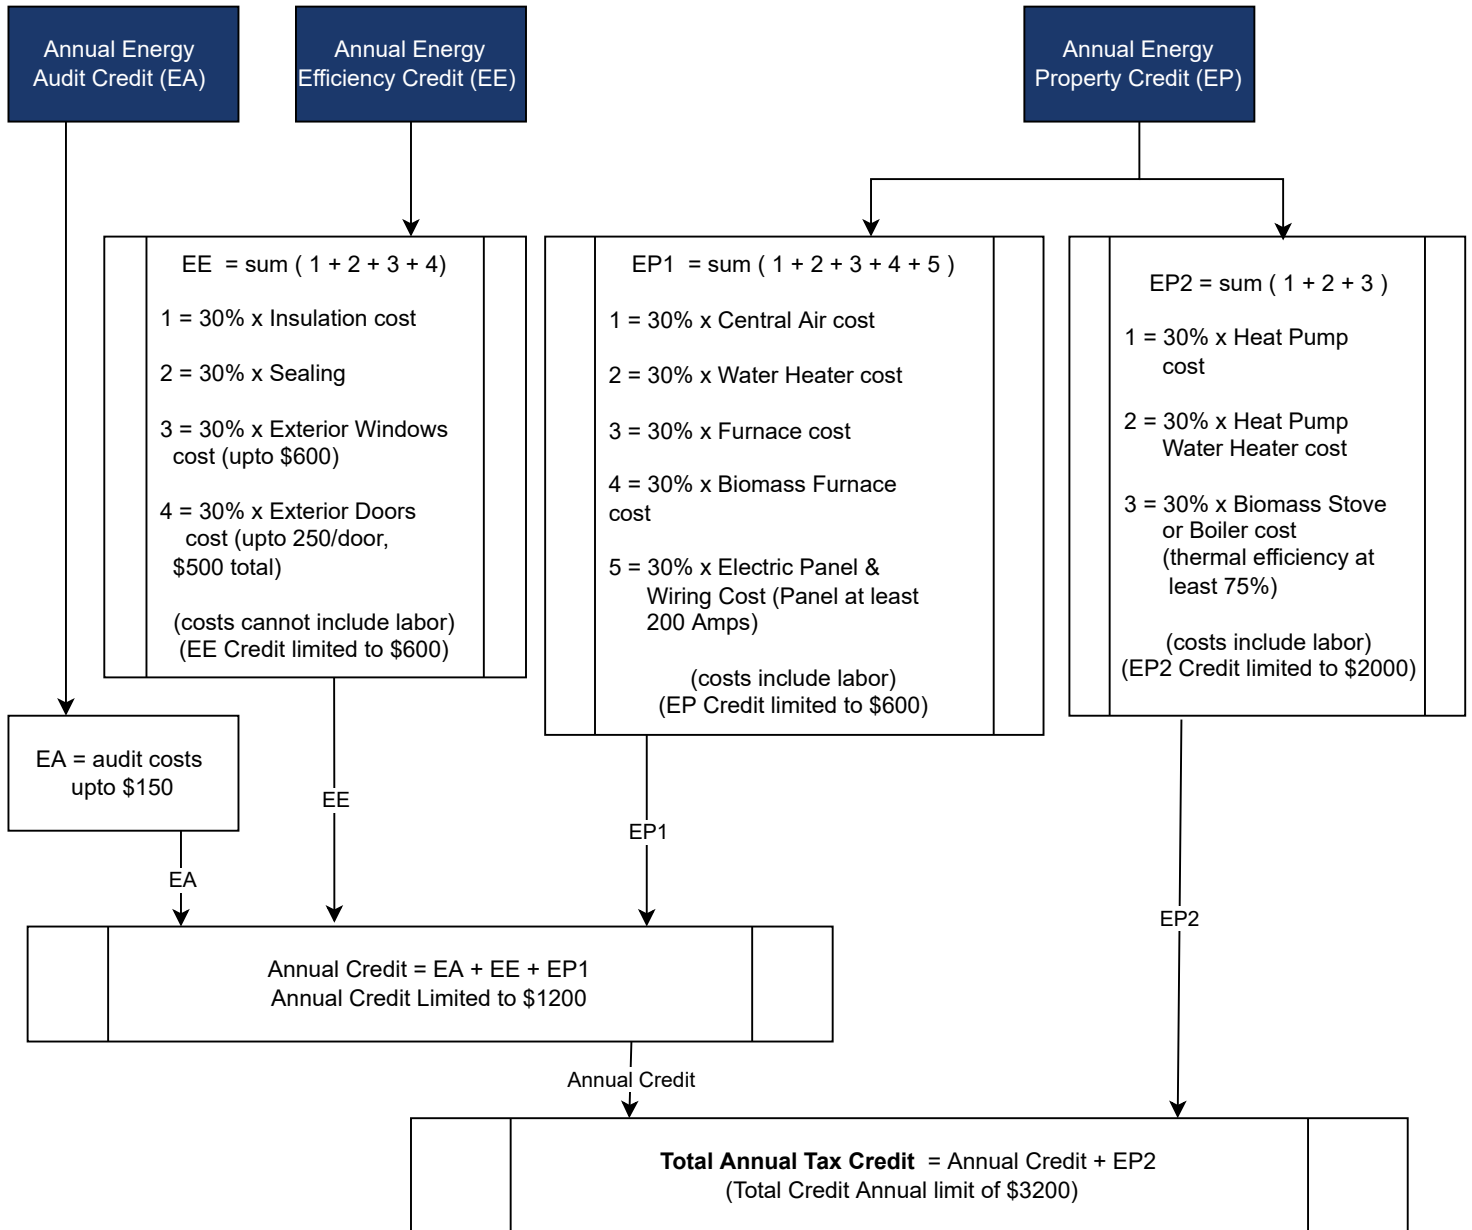 Annual Energy
Audit Credit (EA)
Annual Energy
Efficiency Credit (EE)
Annual Energy
Property Credit (EP)
EE = sum ( 1 + 2 + 3 + 4)
1 = 30% x Insulation cost
2 = 30% x Sealing
3 = 30% x Exterior Windows
cost (upto $600)
4 = 30% x Exterior Doors
cost (upto 250/door,
$500 total)
(costs cannot include labor)
(EE Credit limited to $600)
EP1 = sum ( 1 + 2 + 3 + 4 + 5 )
1 = 30% x Central Air cost
2 = 30% x Water Heater cost
3 = 30% x Furnace cost
4 = 30% x Biomass Furnace
cost
5 = 30% x Electric Panel &
Wiring Cost (Panel at least
200 Amps)
(costs include labor)
(EP Credit limited to $600)
EP2 = sum ( 1 + 2 + 3 )
1 = 30% x Heat Pump
cost
2 = 30% x Heat Pump
Water Heater cost
3 = 30% x Biomass Stove
or Boiler cost
(thermal efficiency at
least 75%)
(costs include labor)
(EP2 Credit limited to $2000)
EA = audit costs
upto $150
EE
EP1
EA
EP2
Annual Credit = EA + EE + EP1
Annual Credit Limited to $1200
Annual Credit
Total Annual Tax Credit = Annual Credit + EP2
(Total Credit Annual limit of $3200)